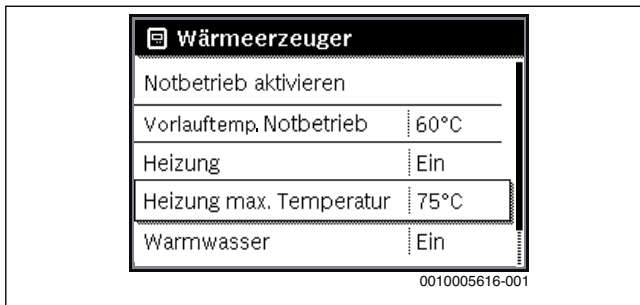 Wärmeerzeuger
Notbetrieb aktivieren
Vorlauftemp. Notbetrieb 60°C
Heizung Ein
Heizung max. Temperatur 75°C
Warmwasser Ein
0010005616-001